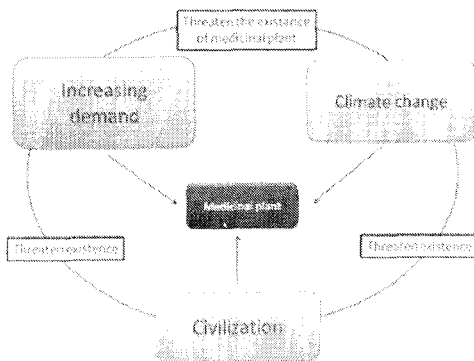 Threaten the existance
of medicinal plant
Increasing
demand
Climate change
Medicinal plant
Threaten existence
Threaten existence
Civilization